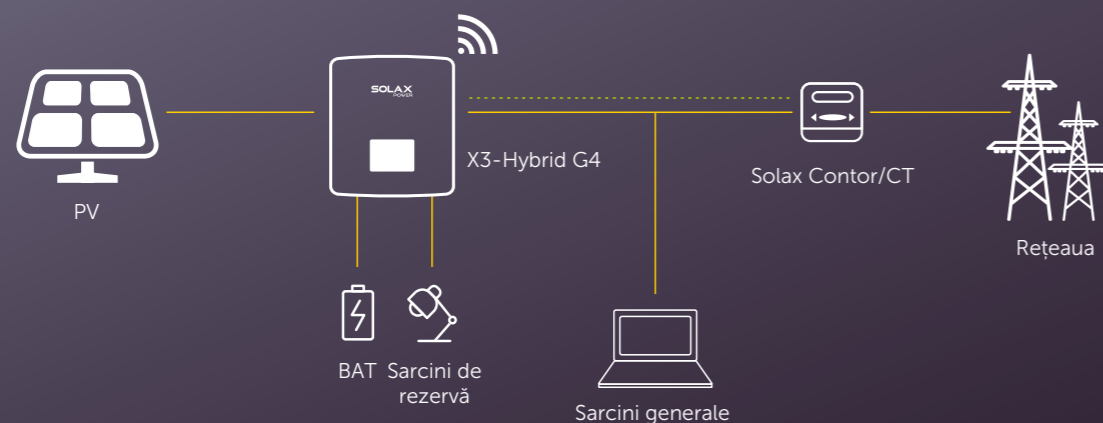 SOLAX
POWER
X3-Hybrid G4
Solax Contor/CT
PV
Rețeaua
BAT
Sarcini de
rezervă
Sarcini generale